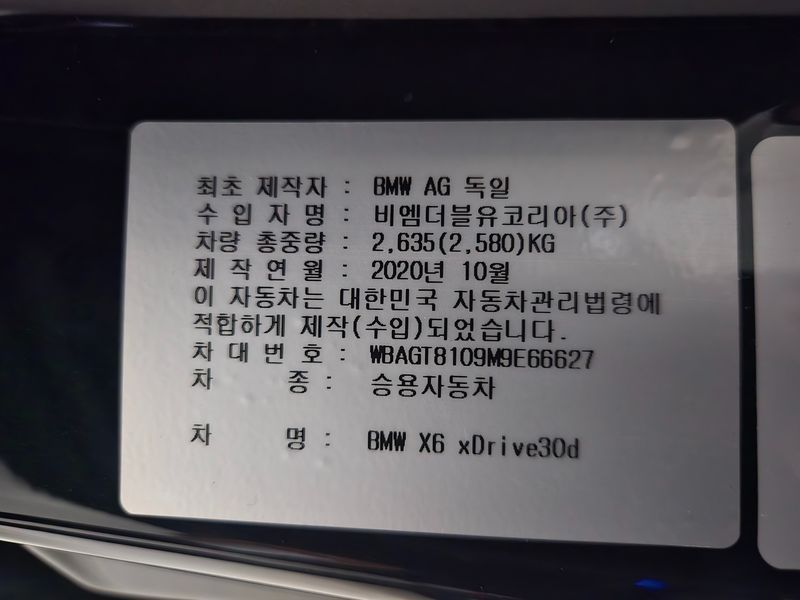 최초 제작자 : BMW AG 독일
수 입 자 명 : 비엠더블유코리아(주)
차량 총중량 : 2,635(2,580)KG
제 작 연 월 : 2020년 10월
이 자동차는 대한민국 자동차관리법령에
적합하게 제작(수입)되었습니다.
차 대 번 호 : WBAGT8109M9E66627
차 종 : 승용자동차
차 명 : BMW X6 xDrive30d